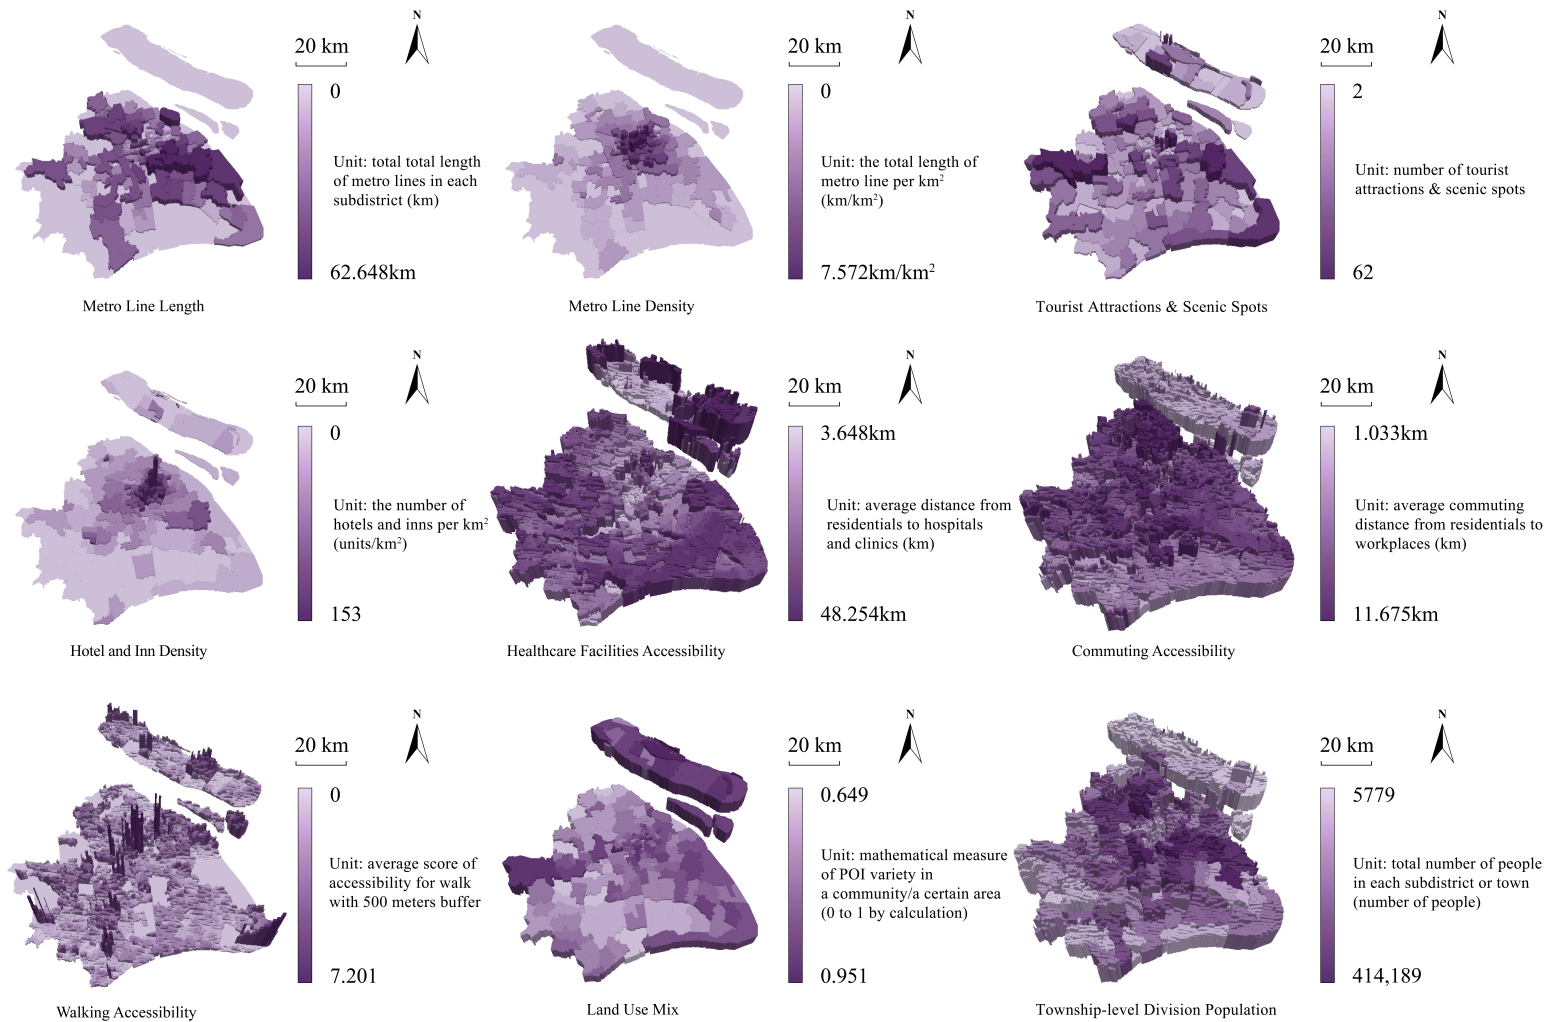 N
20 km
0
Unit: total total length
of metro lines in each
subdistrict (km)
62.648km
Metro Line Length
N
20 km
0
Unit: the total length of
metro line per km²
(km/km²)
7.572km/km²
Metro Line Density
N
20 km
2
Unit: number of tourist
attractions & scenic spots
62
Tourist Attractions & Scenic Spots
N
20 km
0
Unit: the number of
hotels and inns per km²
(units/km²)
153
Hotel and Inn Density
N
20 km
3.648km
Unit: average distance from
residentials to hospitals
and clinics (km)
48.254km
Healthcare Facilities Accessibility
N
20 km
1.033km
Unit: average commuting
distance from residentials to
workplaces (km)
11.675km
Commuting Accessibility
N
20 km
0
Unit: average score of
accessibility for walk
with 500 meters buffer
7.201
Walking Accessibility
N
20 km
0.649
Unit: mathematical measure
of POI variety in
a community/a certain area
(0 to 1 by calculation)
0.951
Land Use Mix
N
20 km
5779
Unit: total number of people
in each subdistrict or town
(number of people)
414,189
Township-level Division Population